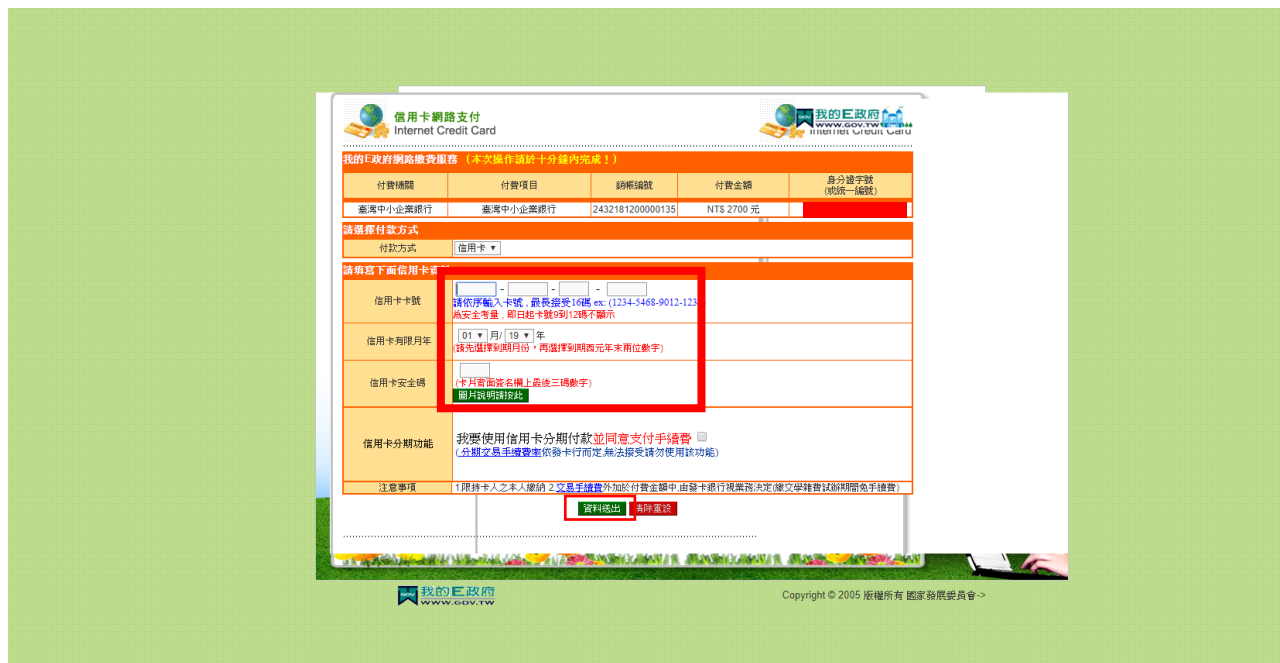 信用卡網路支付
Internet Credit Card
我的E政府
WWW.GOV.TW
Internet Credit Card
我的E政府網路繳費服務 （本次操作請於十分鐘內完成！）
付費機關 付費項目 銷帳編號 付費金額 身分證字號
(或統一編號)
臺灣中小企業銀行 臺灣中小企業銀行 2432181200000135 NT$ 2700 元
請選擇付款方式
付款方式 信用卡
請填寫下面信用卡資
信用卡卡號 - - -
請依序輸入卡號 , 最長接受16碼 ex: (1234-5468-9012-123
為安全考量 , 即日起卡號9到12碼不顯示
信用卡有限月年 01 月/ 19 年
(請先選擇到期月份，再選擇到期西元年末兩位數字)
信用卡安全碼
(卡片背面簽名欄上最後三碼數字)
圖片說明請按此
信用卡分期功能 我要使用信用卡分期付款並同意支付手續費
(分期交易手續費率依發卡行而定,無法接受請勿使用該功能)
注意事項 1.限持卡人之本人繳納 2.交易手續費外加於付費金額中,由發卡銀行視業務決定(繳交學雜費試辦期間免手續費)
資料送出 清除重設
我的E政府
WWW.GOV.TW
Copyright © 2005 版權所有 國家發展委員會->